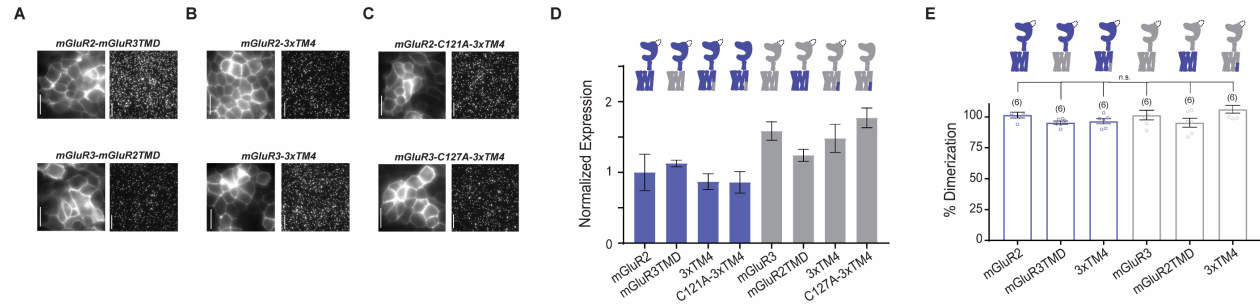 A
B
C
D
E
mGluR2-mGluR3TMD
mGluR2-3xTM4
mGluR2-C121A-3xTM4
mGluR3-mGluR2TMD
mGluR3-3xTM4
mGluR3-C127A-3xTM4
Normalized Expression
2
1
0
mGluR2
mGluR3TMD
3xTM4
C121A-3xTM4
mGluR3
mGluR2TMD
3xTM4
C127A-3xTM4
n.s.
(6)
(6)
(6)
(6)
(6)
(6)
% Dimerization
100
75
50
25
0
mGluR2
mGluR3TMD
3xTM4
mGluR3
mGluR2TMD
3xTM4